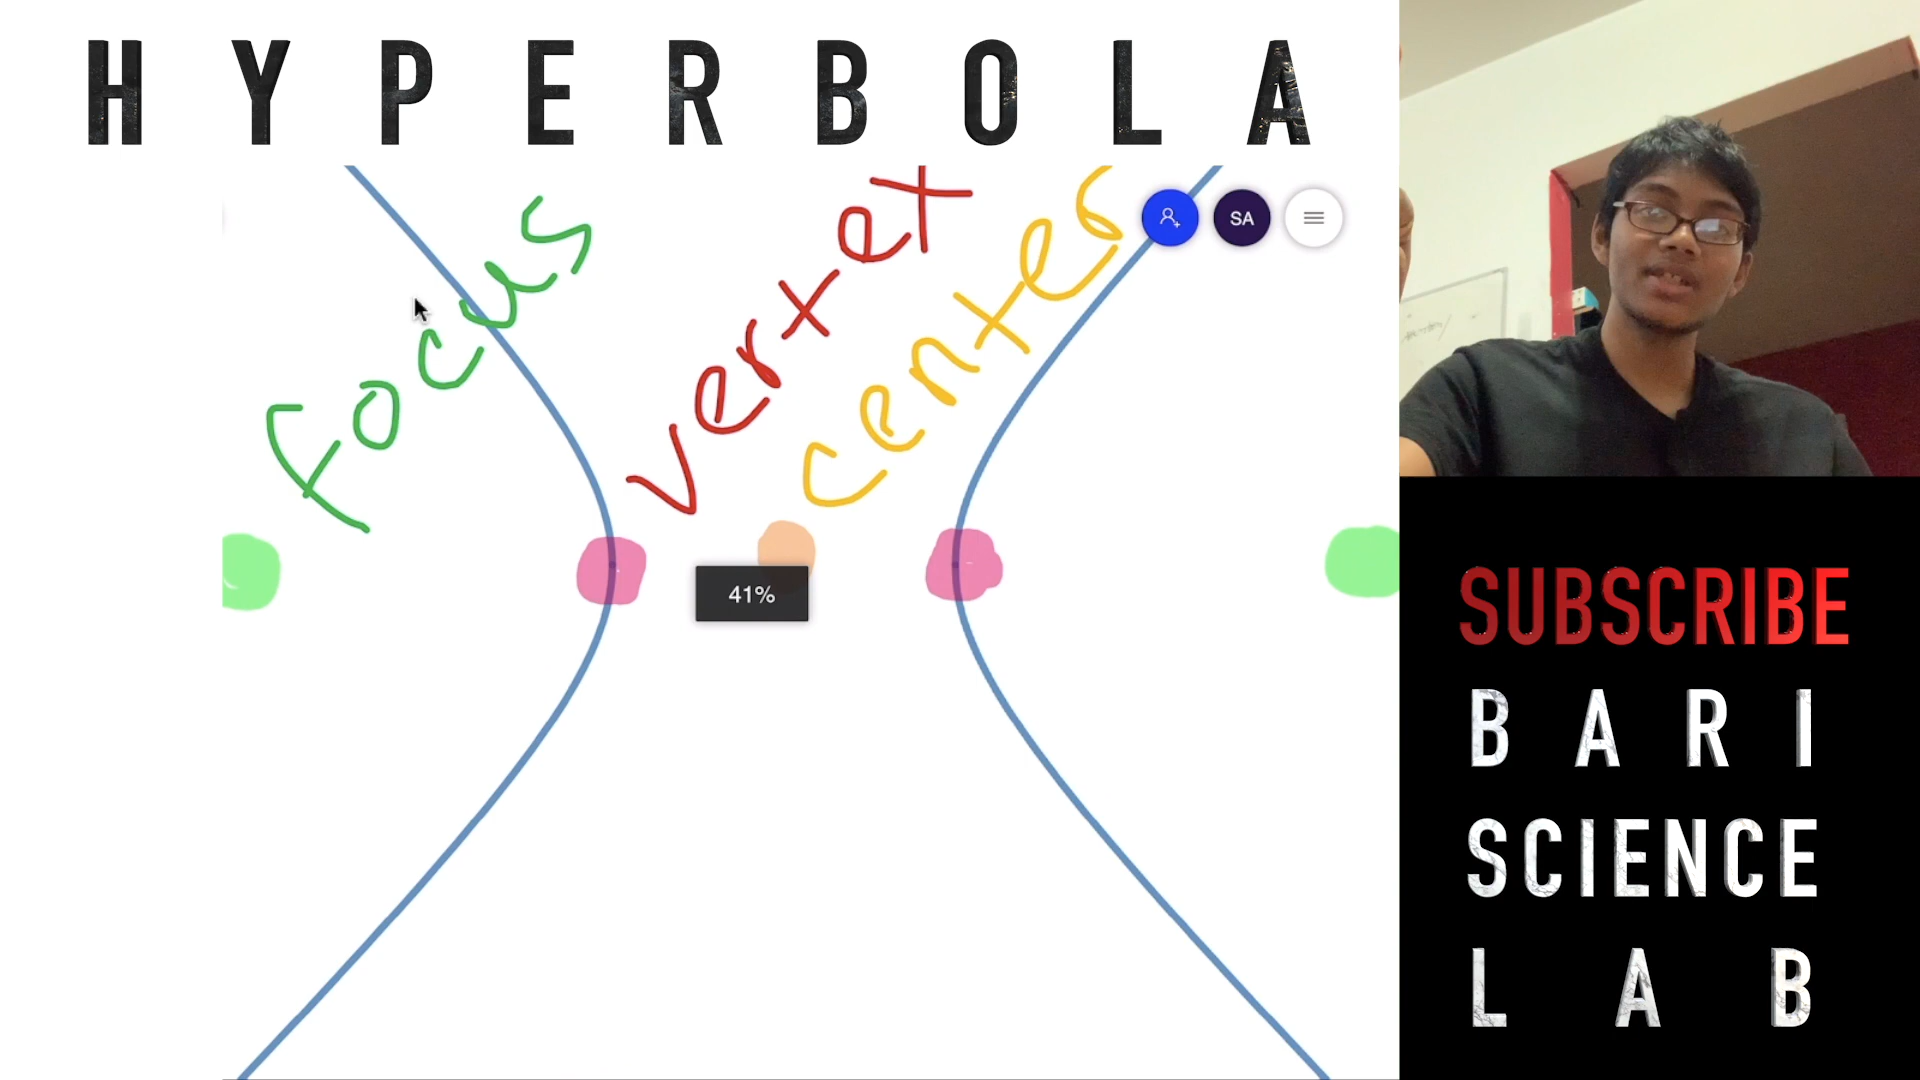 HYPERBOLA
focus
vertex
center
SA
41%
SUBSCRIBE
BARI
SCIENCE
LAB